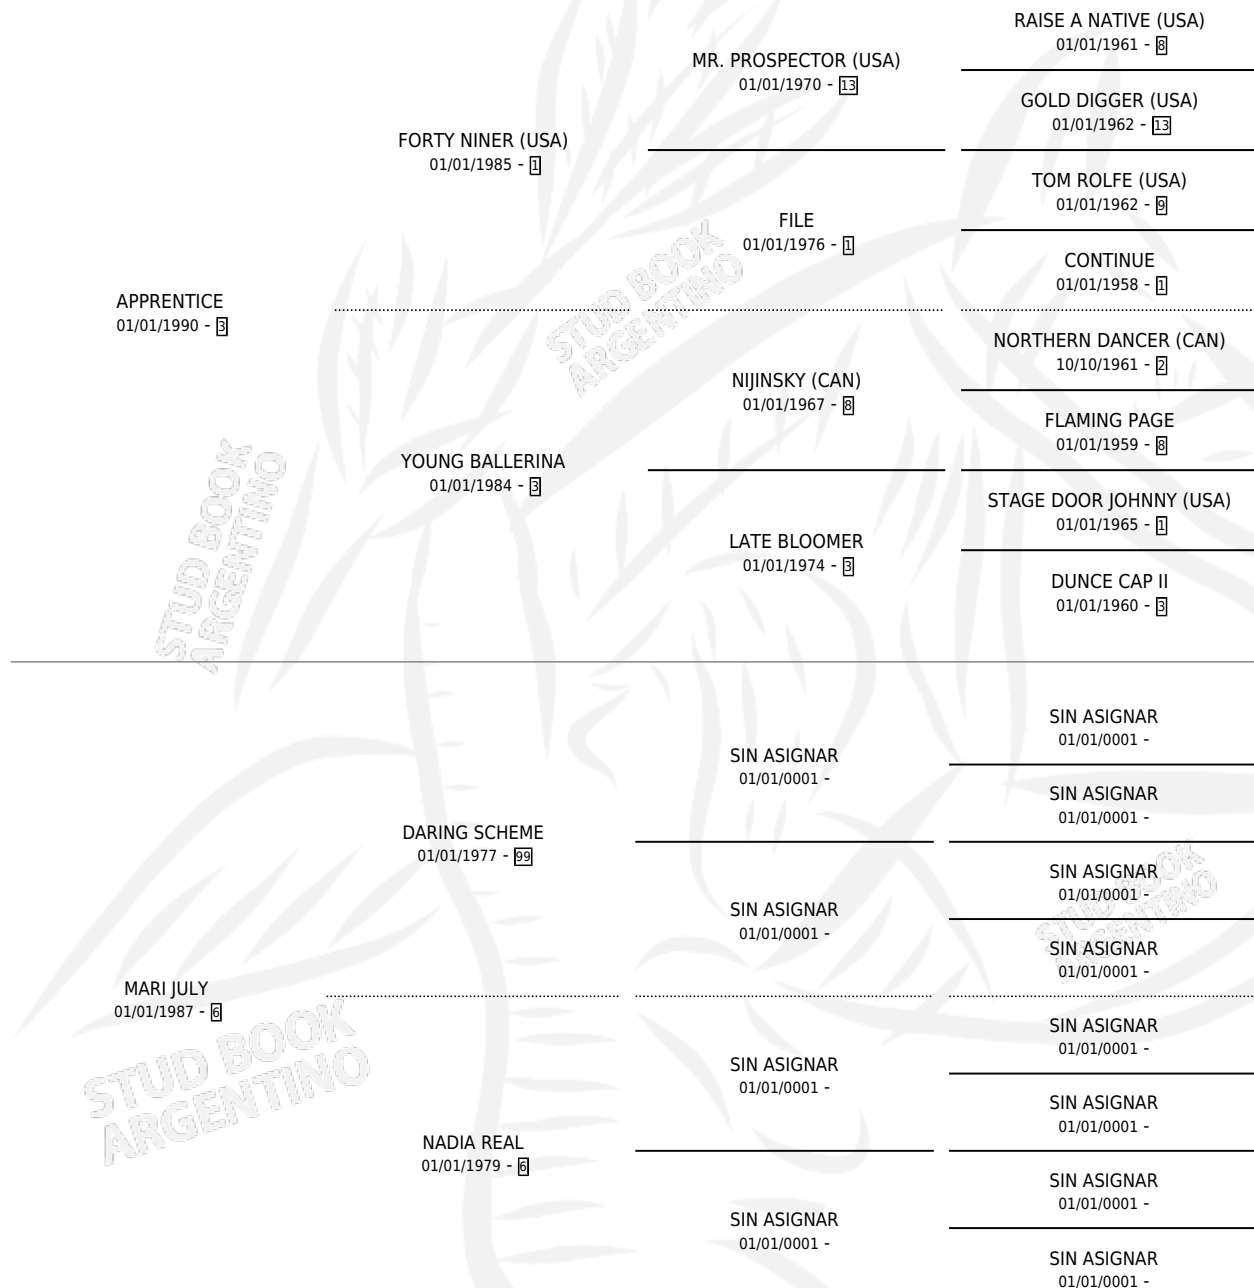 RAISE A NATIVE (USA)
01/01/1961 - 8
MR. PROSPECTOR (USA)
01/01/1970 - 13
GOLD DIGGER (USA)
01/01/1962 - 13
FORTY NINER (USA)
01/01/1985 - 1
TOM ROLFE (USA)
01/01/1962 - 9
FILE
01/01/1976 - 1
CONTINUE
01/01/1958 - 1
APPRENTICE
01/01/1990 - 3
NORTHERN DANCER (CAN)
10/10/1961 - 2
NIJINSKY (CAN)
01/01/1967 - 8
FLAMING PAGE
01/01/1959 - 8
YOUNG BALLERINA
01/01/1984 - 3
STAGE DOOR JOHNNY (USA)
01/01/1965 - 1
LATE BLOOMER
01/01/1974 - 3
DUNCE CAP II
01/01/1960 - 3
STUD BOOK
ARGENTINO
STUD BOOK
ARGENTINO
SIN ASIGNAR
01/01/0001 -
SIN ASIGNAR
01/01/0001 -
SIN ASIGNAR
01/01/0001 -
DARING SCHEME
01/01/1977 - 99
SIN ASIGNAR
01/01/0001 -
SIN ASIGNAR
01/01/0001 -
SIN ASIGNAR
01/01/0001 -
STUD BOOK
ARGENTINO
MARI JULY
01/01/1987 - 6
SIN ASIGNAR
01/01/0001 -
SIN ASIGNAR
01/01/0001 -
SIN ASIGNAR
01/01/0001 -
NADIA REAL
01/01/1979 - 6
SIN ASIGNAR
01/01/0001 -
SIN ASIGNAR
01/01/0001 -
SIN ASIGNAR
01/01/0001 -
STUD BOOK
ARGENTINO